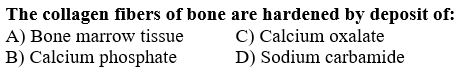 The collagen fibers of bone are hardened by deposit of:
A) Bone marrow tissue C) Calcium oxalate
B) Calcium phosphate D) Sodium carbamide